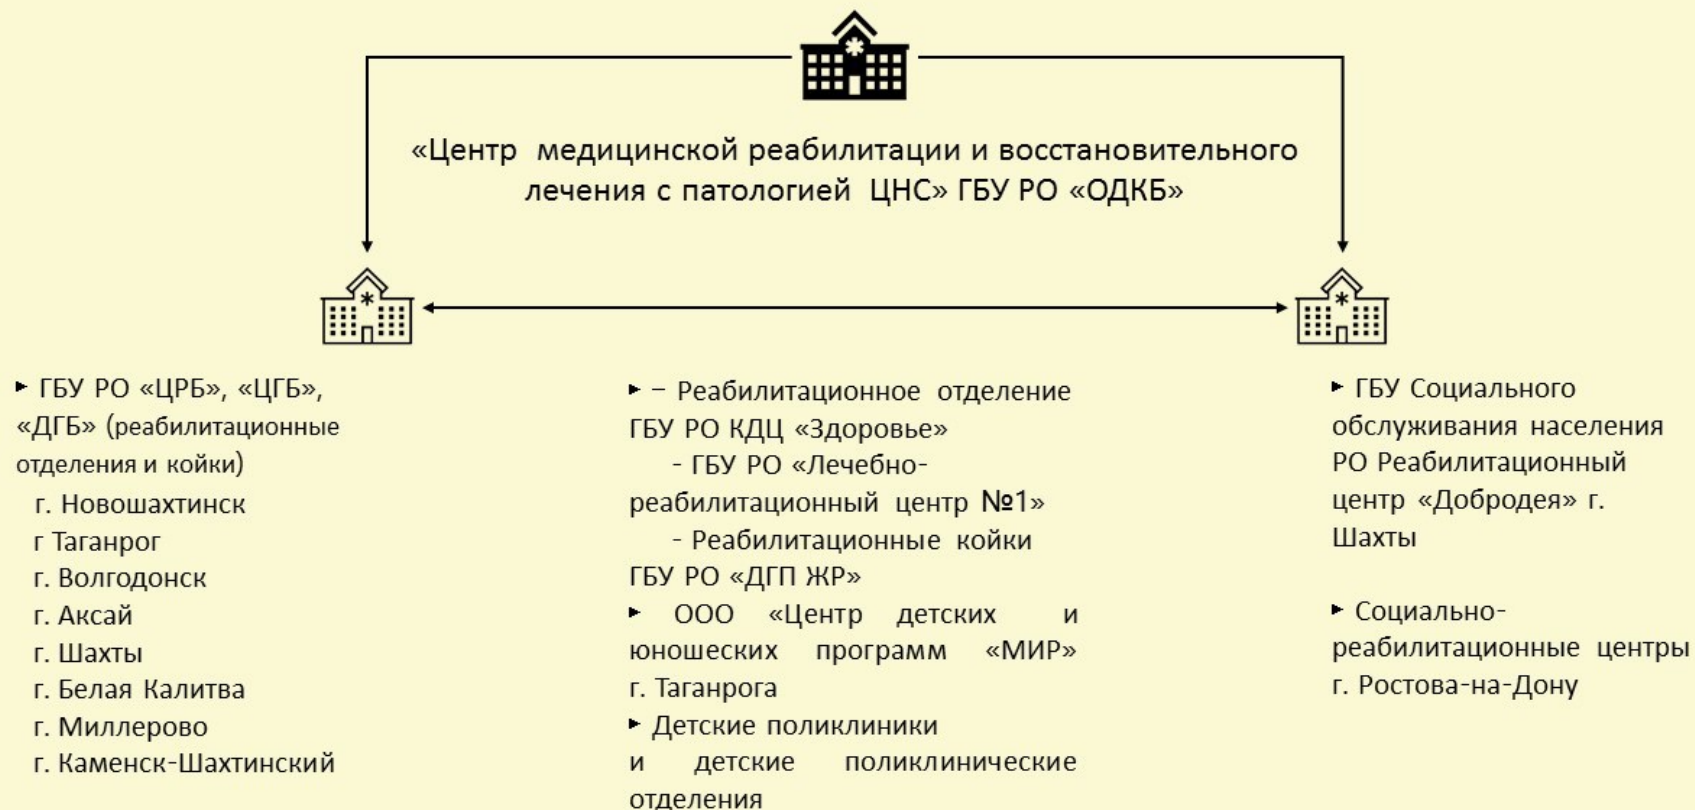 «Центр медицинской реабилитации и восстановительного
лечения с патологией ЦНС» ГБУ РО «ОДКБ»
► ГБУ РО «ЦРБ», «ЦГБ»,
«ДГБ» (реабилитационные
отделения и койки)
г. Новошахтинск
г Таганрог
г. Волгодонск
г. Аксай
г. Шахты
г. Белая Калитва
г. Миллерово
г. Каменск-Шахтинский
► – Реабилитационное отделение
ГБУ РО КДЦ «Здоровье»
- ГБУ РО «Лечебно-
реабилитационный центр №1»
- Реабилитационные койки
ГБУ РО «ДГП ЖР»
► ООО «Центр детских и
юношеских программ «МИР»
г. Таганрога
► Детские поликлиники
и детские поликлинические
отделения
► ГБУ Социального
обслуживания населения
РО Реабилитационный
центр «Добродея» г.
Шахты
► Социально-
реабилитационные центры
г. Ростова-на-Дону